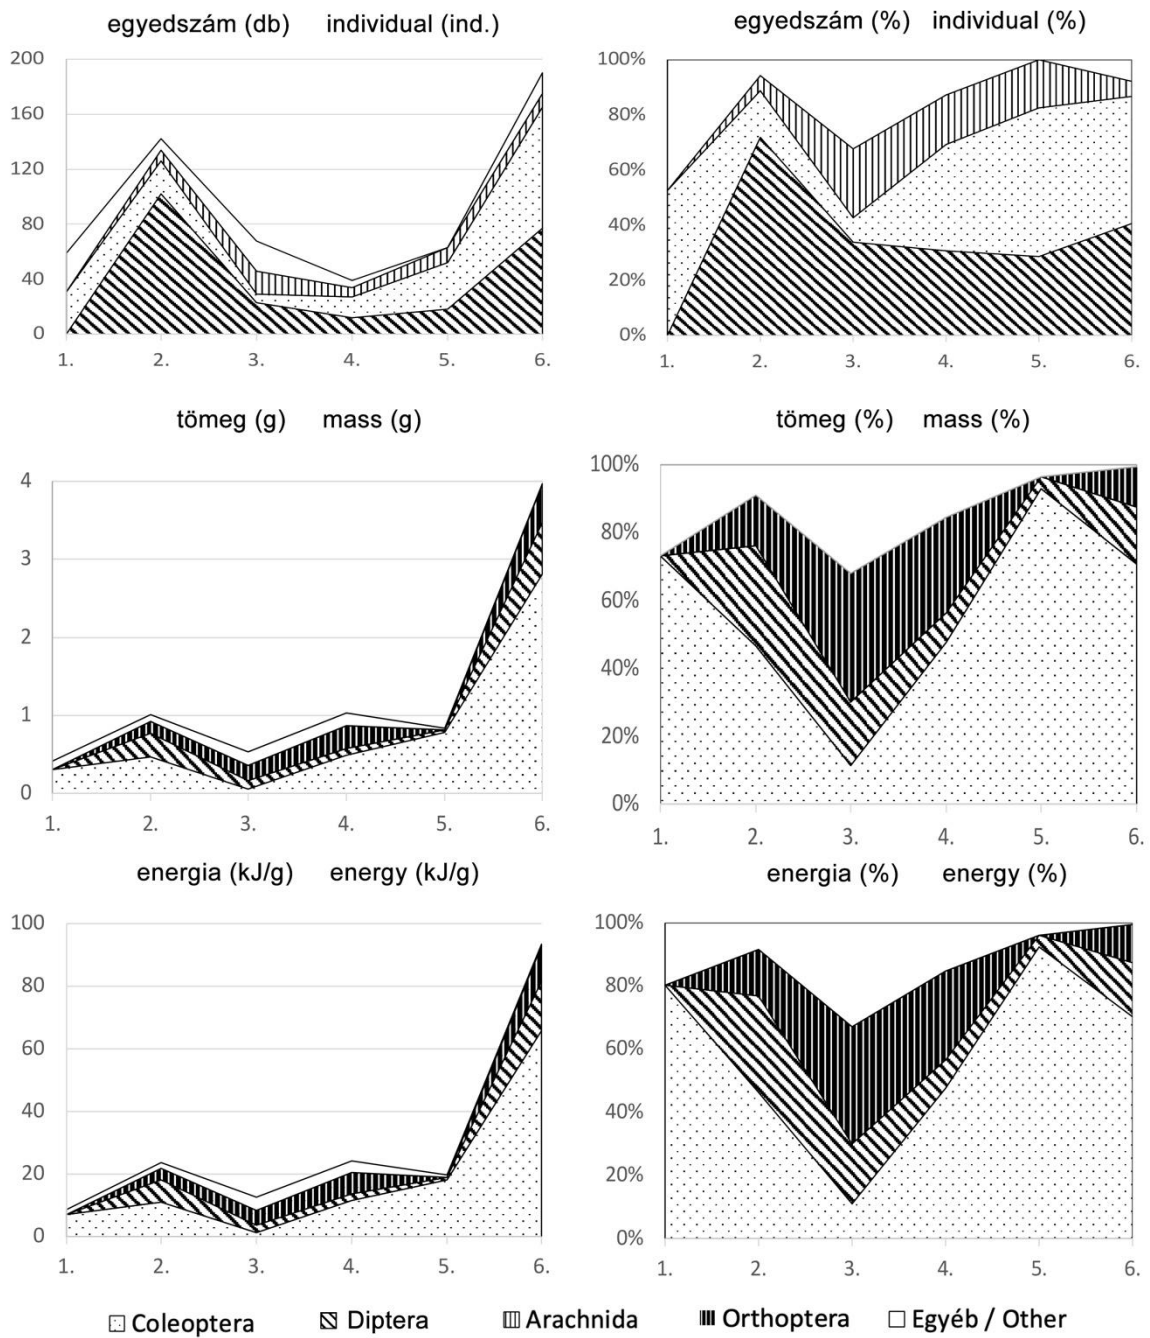 egyedszám (db) individual (ind.)
200
160
120
80
40
0
1. 2. 3. 4. 5. 6.
egyedszám (%) individual (%)
100%
80%
60%
40%
20%
0%
1. 2. 3. 4. 5. 6.
tömeg (g) mass (g)
4
3
2
1
0
1. 2. 3. 4. 5. 6.
tömeg (%) mass (%)
100%
80%
60%
40%
20%
0%
1. 2. 3. 4. 5. 6.
energia (kJ/g) energy (kJ/g)
100
80
60
40
20
0
1. 2. 3. 4. 5. 6.
energia (%) energy (%)
100%
80%
60%
40%
20%
0%
1. 2. 3. 4. 5. 6.
Coleoptera Diptera Arachnida Orthoptera Egyéb / Other